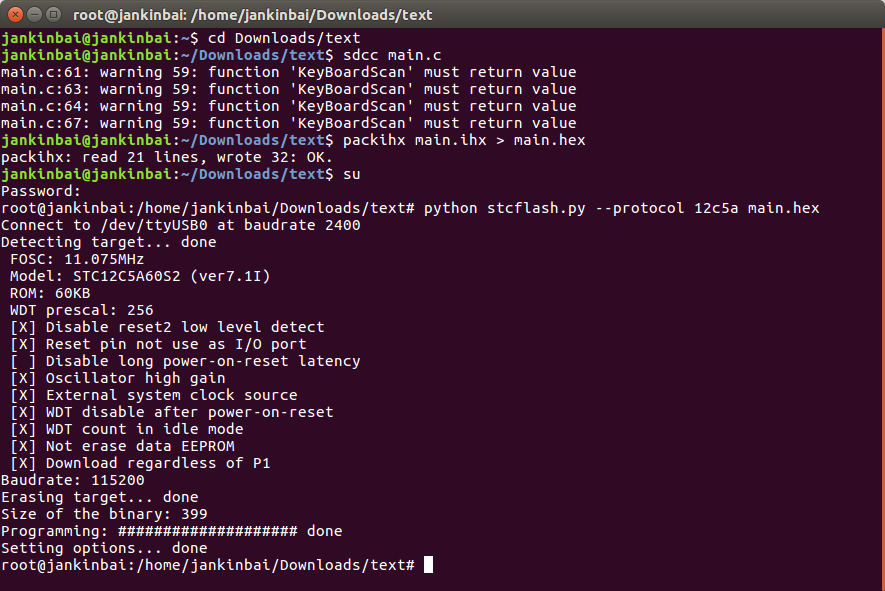 root@jankinbai: /home/jankinbai/Downloads/text
jankinbai@jankinbai:~$ cd Downloads/text
jankinbai@jankinbai:~/Downloads/text$ sdcc main.c
main.c:61: warning 59: function 'KeyBoardScan' must return value
main.c:63: warning 59: function 'KeyBoardScan' must return value
main.c:64: warning 59: function 'KeyBoardScan' must return value
main.c:67: warning 59: function 'KeyBoardScan' must return value
jankinbai@jankinbai:~/Downloads/text$ packihx main.ihx > main.hex
packihx: read 21 lines, wrote 32: OK.
jankinbai@jankinbai:~/Downloads/text$ su
Password:
root@jankinbai:/home/jankinbai/Downloads/text# python stcflash.py --protocol 12c5a main.hex
Connect to /dev/ttyUSB0 at baudrate 2400
Detecting target... done
 FOSC: 11.075MHz
 Model: STC12C5A60S2 (ver7.1I)
 ROM: 60KB
 WDT prescal: 256
 [X] Disable reset2 low level detect
 [X] Reset pin not use as I/O port
 [ ] Disable long power-on-reset latency
 [X] Oscillator high gain
 [X] External system clock source
 [X] WDT disable after power-on-reset
 [X] WDT count in idle mode
 [X] Not erase data EEPROM
 [X] Download regardless of P1
Baudrate: 115200
Erasing target... done
Size of the binary: 399
Programming: #################### done
Setting options... done
root@jankinbai:/home/jankinbai/Downloads/text#